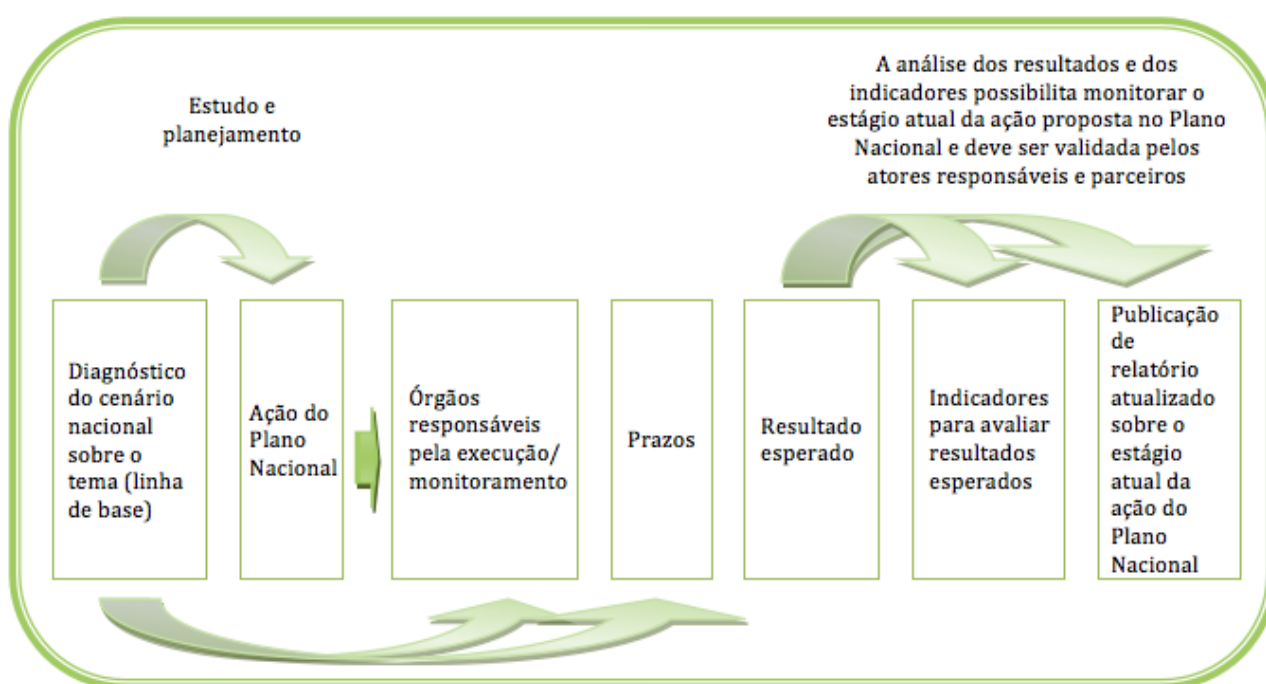 Estudo e
planejamento
A análise dos resultados e dos
indicadores possibilita monitorar o
estágio atual da ação proposta no Plano
Nacional e deve ser validada pelos
atores responsáveis e parceiros
Diagnóstico
do cenário
nacional
sobre o
tema (linha
de base)
Ação do
Plano
Nacional
Órgãos
responsáveis
pela execução/
monitoramento
Prazos
Resultado
esperado
Indicadores
para avaliar
resultados
esperados
Publicação
de
relatório
atualizado
sobre o
estágio
atual da
ação do
Plano
Nacional